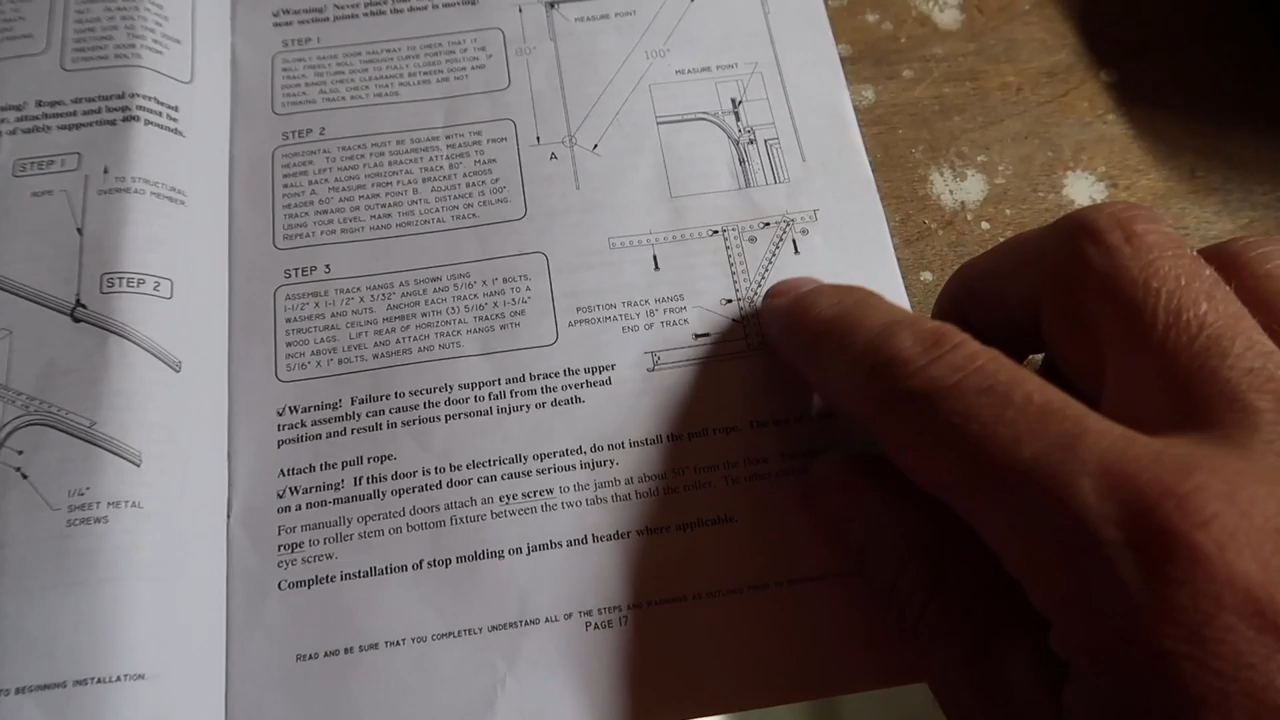 ning! Rope, structural overhead
e, attachment and loop, must be
of safely supporting 400 pounds.
STEP 1
ROPE
TO STRUCTURAL
OVERHEAD MEMBER.
STEP 2
1/4"
SHEET METAL
SCREWS
TO BEGINNING INSTALLATION.
Warning! Never place your
near section joints while the door is moving!
STEP 1
SLOWLY RAISE DOOR HALFWAY TO CHECK THAT IT
WILL FREELY ROLL THROUGH CURVE PORTION OF THE
TRACK. RETURN DOOR TO FULLY CLOSED POSITION. IF
DOOR BINDS CHECK CLEARANCE BETWEEN DOOR AND
TRACK. ALSO, CHECK THAT ROLLERS ARE NOT
STRIKING TRACK BOLT HEADS.
MEASURE POINT
80"
100"
MEASURE POINT
A
STEP 2
HORIZONTAL TRACKS MUST BE SQUARE WITH THE
HEADER. TO CHECK FOR SQUARENESS, MEASURE FROM
WHERE LEFT HAND FLAG BRACKET ATTACHES TO
WALL BACK ALONG HORIZONTAL TRACK 80". MARK
POINT A. MEASURE FROM FLAG BRACKET ACROSS
HEADER 60" AND MARK POINT B. ADJUST BACK OF
TRACK INWARD OR OUTWARD UNTIL DISTANCE IS 100".
USING YOUR LEVEL, MARK THIS LOCATION ON CEILING.
REPEAT FOR RIGHT HAND HORIZONTAL TRACK.
STEP 3
ASSEMBLE TRACK HANGS AS SHOWN USING
1-1/2" X 1-1 /2" X 3/32" ANGLE AND 5/16" X 1" BOLTS,
WASHERS AND NUTS. ANCHOR EACH TRACK HANG TO A
STRUCTURAL CEILING MEMBER WITH (3) 5/16" X 1-3/4"
WOOD LAGS. LIFT REAR OF HORIZONTAL TRACKS ONE
INCH ABOVE LEVEL AND ATTACH TRACK HANGS WITH
5/16" X 1" BOLTS, WASHERS AND NUTS.
POSITION TRACK HANGS
APPROXIMATELY 18" FROM
END OF TRACK
Warning! Failure to securely support and brace the upper
track assembly can cause the door to fall from the overhead
position and result in serious personal injury or death.
Attach the pull rope.
Warning! If this door is to be electrically operated, do not install the pull rope. The use of
on a non-manually operated door can cause serious injury.
For manually operated doors attach an eye screw to the jamb at about 50" from the floor.
rope to roller stem on bottom fixture between the two tabs that hold the roller. Tie other
eye screw.
Complete installation of stop molding on jambs and header where applicable.
READ AND BE SURE THAT YOU COMPLETELY UNDERSTAND ALL OF THE STEPS AND WARNINGS AS OUTLINED PRIOR TO
PAGE 17